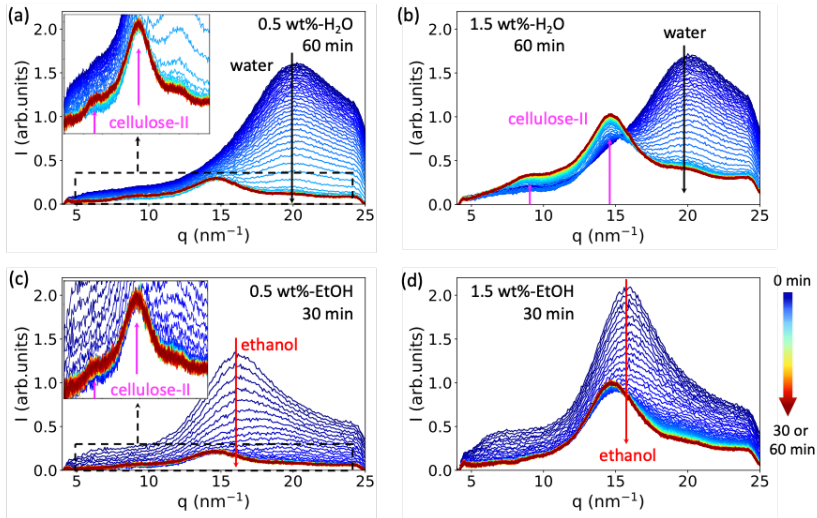 (a)
0.5 wt%-H₂O
60 min
water
cellulose-II
I (arb.units)
2.0
1.5
1.0
0.5
0.0
5 10 15 20 25
q (nm⁻¹)
(b)
1.5 wt%-H₂O
60 min
water
cellulose-II
I (arb.units)
2.0
1.5
1.0
0.5
0.0
5 10 15 20 25
q (nm⁻¹)
(c)
0.5 wt%-EtOH
30 min
ethanol
cellulose-II
I (arb.units)
2.0
1.5
1.0
0.5
0.0
5 10 15 20 25
q (nm⁻¹)
(d)
1.5 wt%-EtOH
30 min
ethanol
I (arb.units)
2.0
1.5
1.0
0.5
0.0
5 10 15 20 25
q (nm⁻¹)
0 min
30 or
60 min